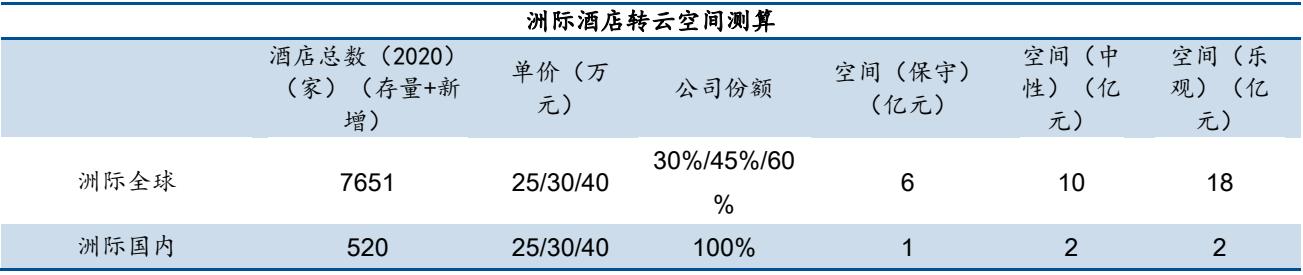 洲际酒店转云空间测算
酒店总数（2020）（家）（存量+新增） 单价（万元） 公司份额 空间（保守）（亿元） 空间（中性）（亿元） 空间（乐观）（亿元）
洲际全球 7651 25/30/40 30%/45%/60% 6 10 18
洲际国内 520 25/30/40 100% 1 2 2